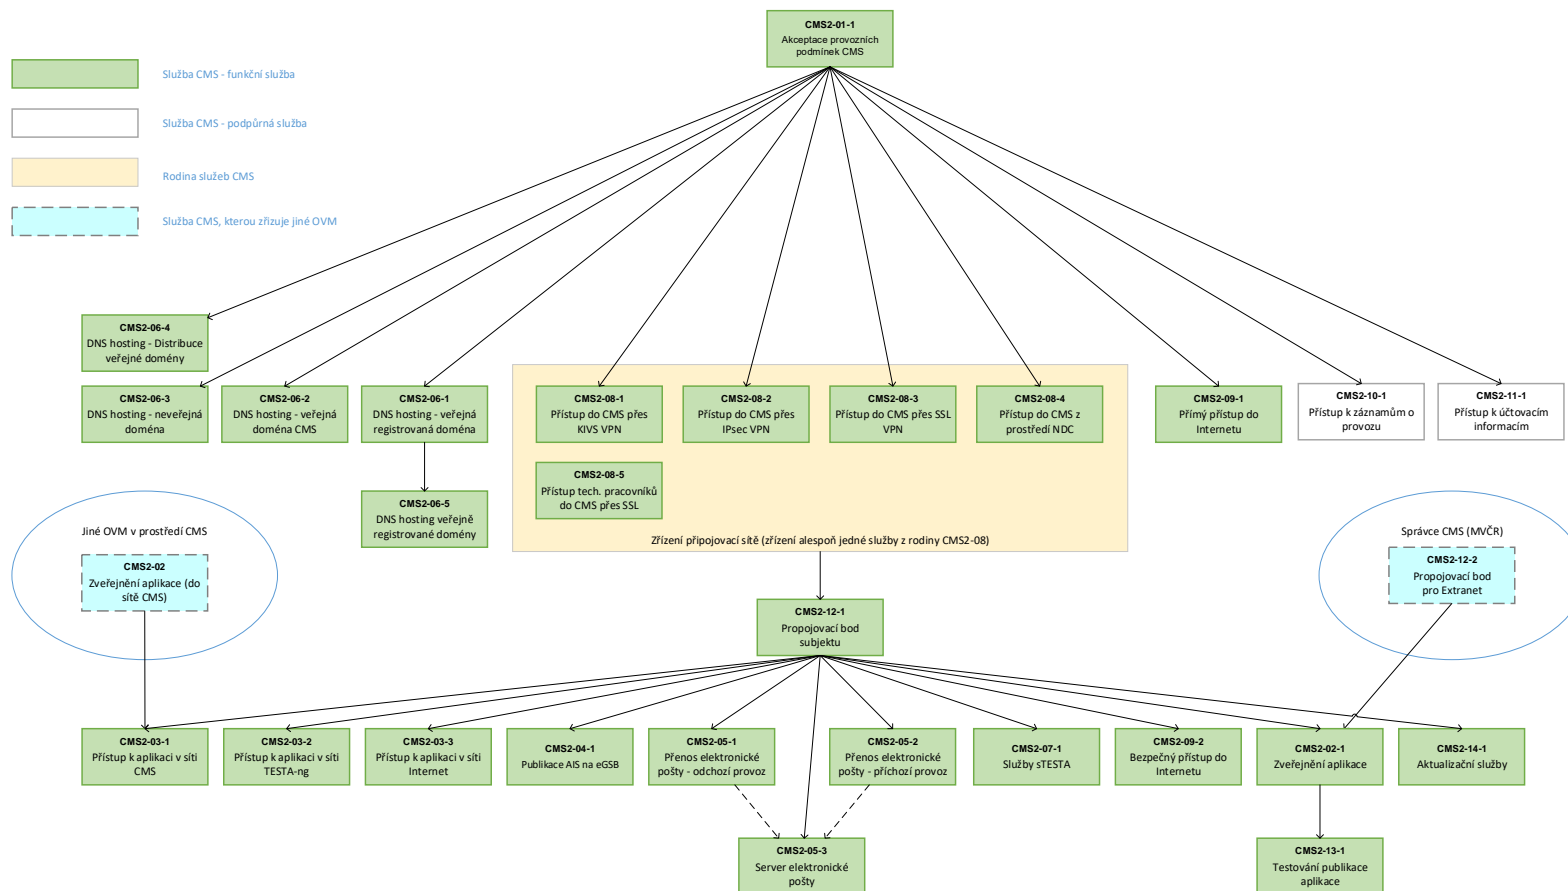 CMS2-01-1
Akceptace provozních
podmínek CMS
Služba CMS - funkční služba
Služba CMS - podpůrná služba
Rodina služeb CMS
Služba CMS, kterou zřizuje jiné OVM
CMS2-06-4
DNS hosting - Distribuce
veřejné domény
CMS2-06-3
DNS hosting - neveřejná
doména
CMS2-06-2
DNS hosting - veřejná
doména CMS
CMS2-06-1
DNS hosting - veřejná
registrovaná doména
CMS2-08-1
Přístup do CMS přes
KIVS VPN
CMS2-08-2
Přístup do CMS přes
IPsec VPN
CMS2-08-3
Přístup do CMS přes SSL
VPN
CMS2-08-4
Přístup do CMS z
prostředí NDC
CMS2-09-1
Přímý přístup do
Internetu
CMS2-10-1
Přístup k záznamům o
provozu
CMS2-11-1
Přístup k účtovacím
informacím
CMS2-08-5
Přístup tech. pracovníků
do CMS přes SSL
CMS2-06-5
DNS hosting veřejně
registrované domény
Zřízení připojovací sítě (zřízení alespoň jedné služby z rodiny CMS2-08)
Jiné OVM v prostředí CMS
CMS2-02
Zveřejnění aplikace (do
sítě CMS)
Správce CMS (MVČR)
CMS2-12-2
Propojovací bod
pro Extranet
CMS2-12-1
Propojovací bod
subjektu
CMS2-03-1
Přístup k aplikaci v síti
CMS
CMS2-03-2
Přístup k aplikaci v síti
TESTA-ng
CMS2-03-3
Přístup k aplikaci v síti
Internet
CMS2-04-1
Publikace AIS na eGSB
CMS2-05-1
Přenos elektronické
pošty - odchozí provoz
CMS2-05-2
Přenos elektronické
pošty - příchozí provoz
CMS2-07-1
Služby sTESTA
CMS2-09-2
Bezpečný přístup do
Internetu
CMS2-02-1
Zveřejnění aplikace
CMS2-14-1
Aktualizační služby
CMS2-05-3
Server elektronické
pošty
CMS2-13-1
Testování publikace
aplikace